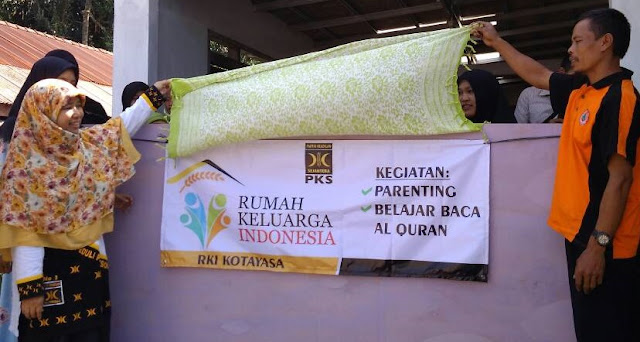 RUMAH
KELUARGA
INDONESIA
PKS
KEGIATAN:
PARENTING
BELAJAR BACA
AL QURAN
RKI KOTAYASA